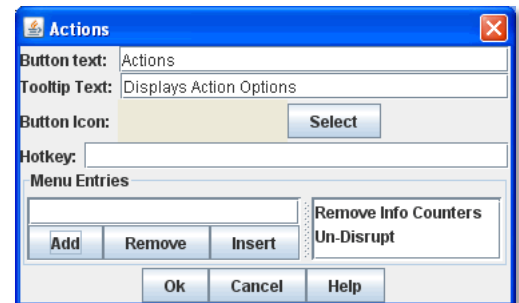 Actions
Button text: Actions
Tooltip Text: Displays Action Options
Button Icon: Select
Hotkey:
Menu Entries
Remove Info Counters
Un-Disrupt
Add Remove Insert
Ok Cancel Help